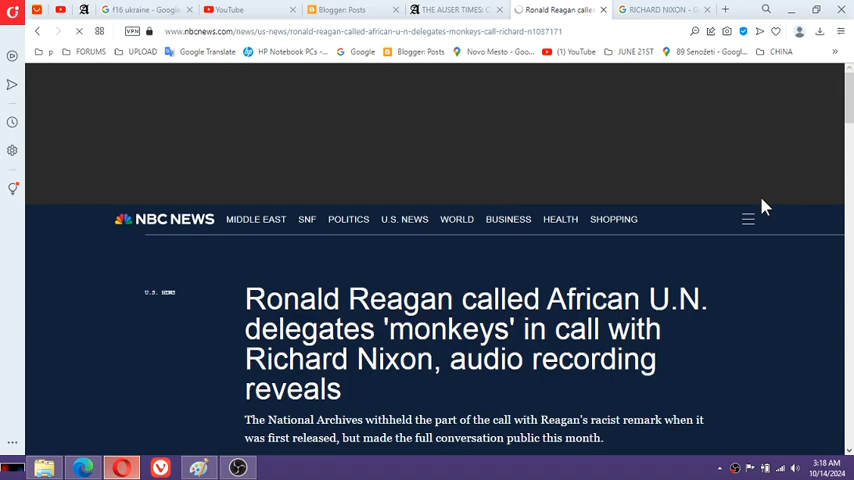 f16 ukraine - Google
YouTube
Blogger: Posts
THE AUSER TIMES: C
Ronald Reagan calle
RICHARD NIXON - G
VPN www.nbcnews.com/news/us-news/ronald-reagan-called-african-u-n-delegates-monkeys-call-richard-n1037171
p FORUMS UPLOAD Google Translate HP Notebook PCs -... Google Blogger: Posts Novo Mesto - Goo... (1) YouTube JUNE 21ST 89 Senožeti - Googl... CHINA
NBC NEWS MIDDLE EAST SNF POLITICS U.S. NEWS WORLD BUSINESS HEALTH SHOPPING
U.S. NEWS
Ronald Reagan called African U.N.
delegates 'monkeys' in call with
Richard Nixon, audio recording
reveals
The National Archives withheld the part of the call with Reagan's racist remark when it
was first released, but made the full conversation public this month.
3:18 AM
10/14/2024